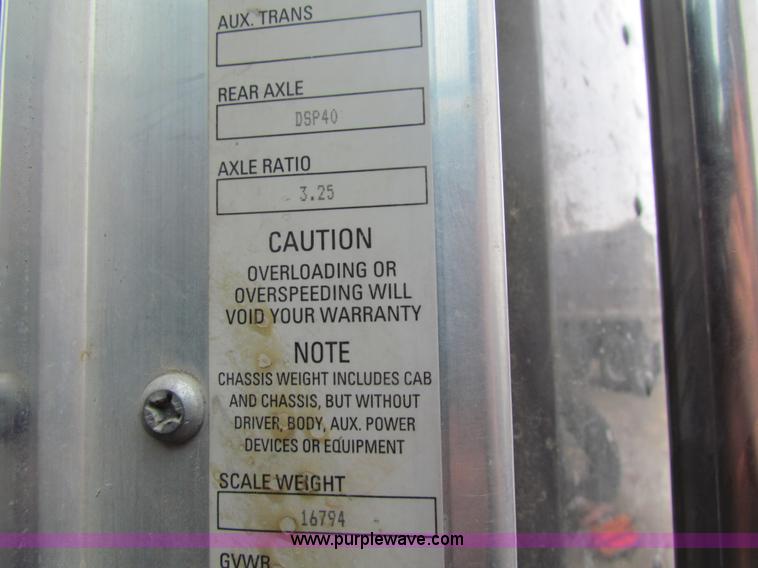 AUX. TRANS
REAR AXLE
DSP40
AXLE RATIO
3.25
CAUTION
OVERLOADING OR
OVERSPEEDING WILL
VOID YOUR WARRANTY
NOTE
CHASSIS WEIGHT INCLUDES CAB
AND CHASSIS, BUT WITHOUT
DRIVER, BODY, AUX. POWER
DEVICES OR EQUIPMENT
SCALE WEIGHT
16794
www.purplewave.com
GVWR